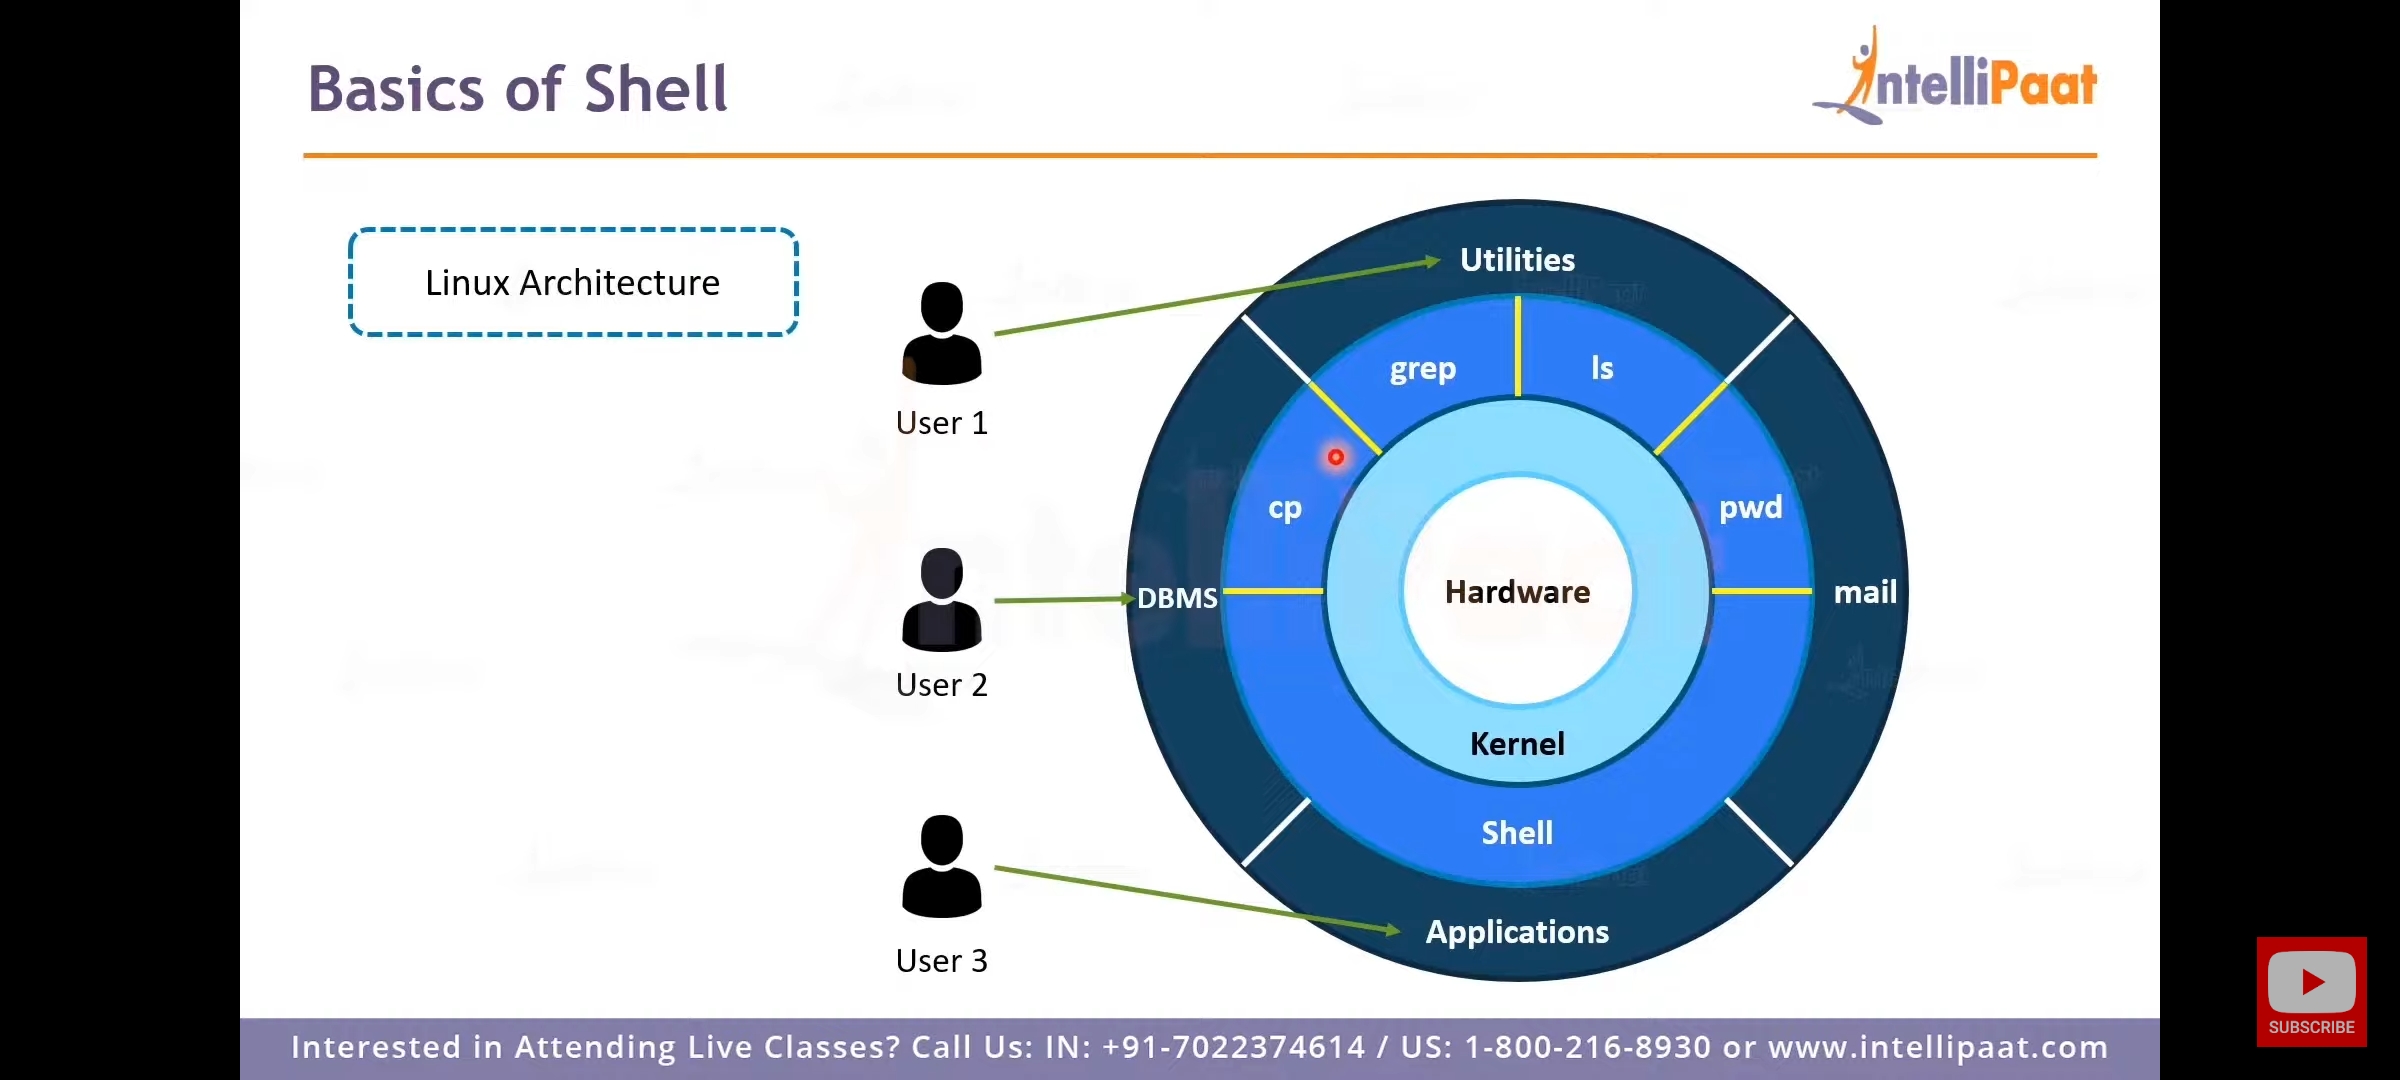 Basics of Shell
IntelliPaat
Linux Architecture
User 1
User 2
User 3
Utilities
grep
ls
cp
pwd
DBMS
Hardware
mail
Kernel
Shell
Applications
SUBSCRIBE
Interested in Attending Live Classes? Call Us: IN: +91-7022374614 / US: 1-800-216-8930 or www.intellipaat.com